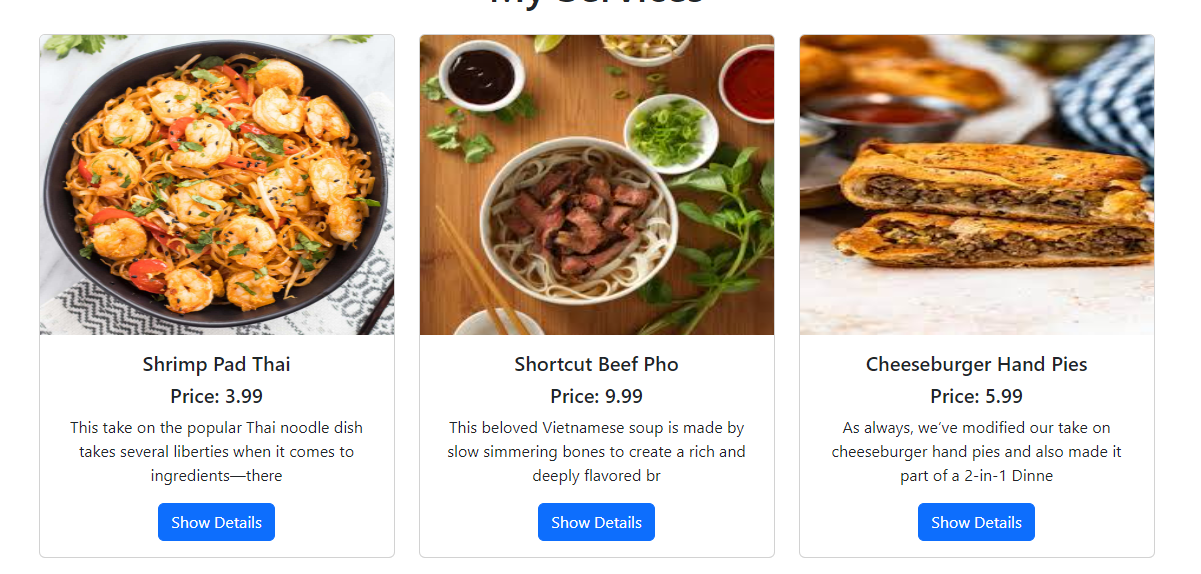 My Services
Shrimp Pad Thai
Price: 3.99
This take on the popular Thai noodle dish
takes several liberties when it comes to
ingredients—there
Show Details
Shortcut Beef Pho
Price: 9.99
This beloved Vietnamese soup is made by
slow simmering bones to create a rich and
deeply flavored br
Show Details
Cheeseburger Hand Pies
Price: 5.99
As always, we’ve modified our take on
cheeseburger hand pies and also made it
part of a 2-in-1 Dinne
Show Details